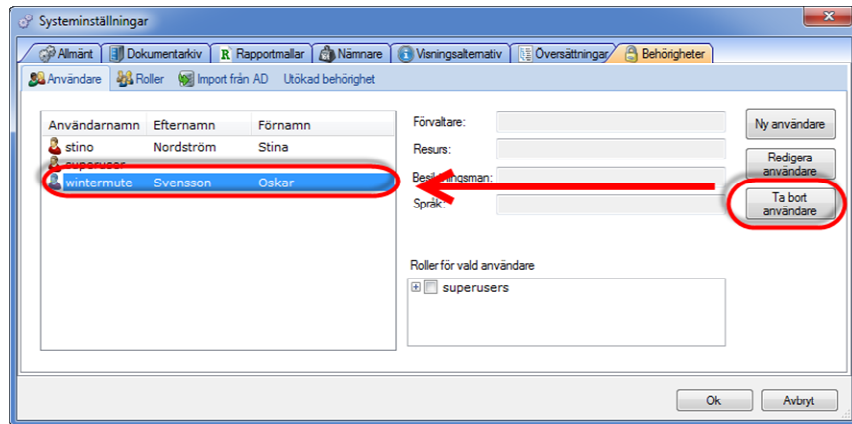 Systeminställningar
Allmänt Dokumentarkiv R Rapportmallar Nämnare Visningsalternativ Översättningar Behörigheter
Användare Roller Import från AD Utökad behörighet
Användarnamn Efternamn Förnamn
stino Nordström Stina
superuser
wintermute Svensson Oskar
Förvaltare:
Resurs:
Besiktningsman:
Språk:
Roller för vald användare
superusers
Ny användare
Redigera
användare
Ta bort
användare
Ok Avbryt